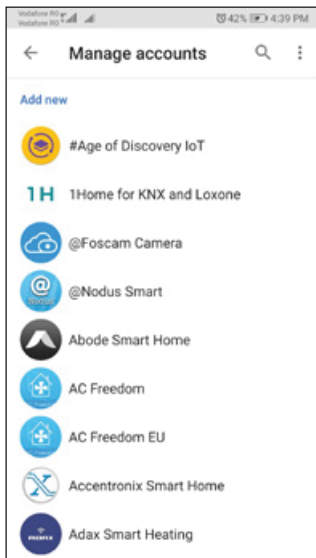 Vodafone RO
Vodafone RO
42% 4:39 PM
Manage accounts
Add new
#Age of Discovery IoT
1H 1Home for KNX and Loxone
@Foscam Camera
@ Nodus
@Nodus Smart
Abode Smart Home
AC Freedom
AC Freedom EU
Accentronix Smart Home
Adax Smart Heating